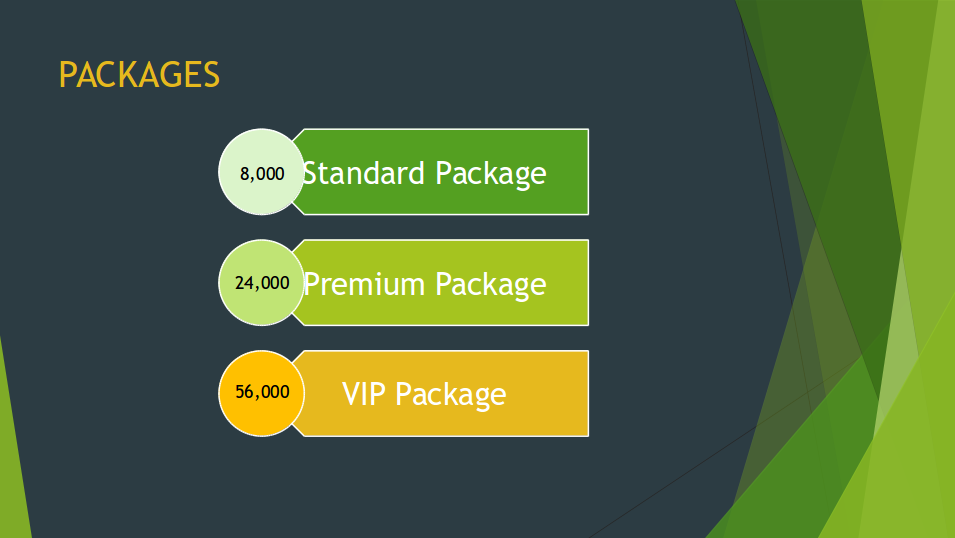 PACKAGES
8,000
Standard Package
24,000
Premium Package
56,000
VIP Package